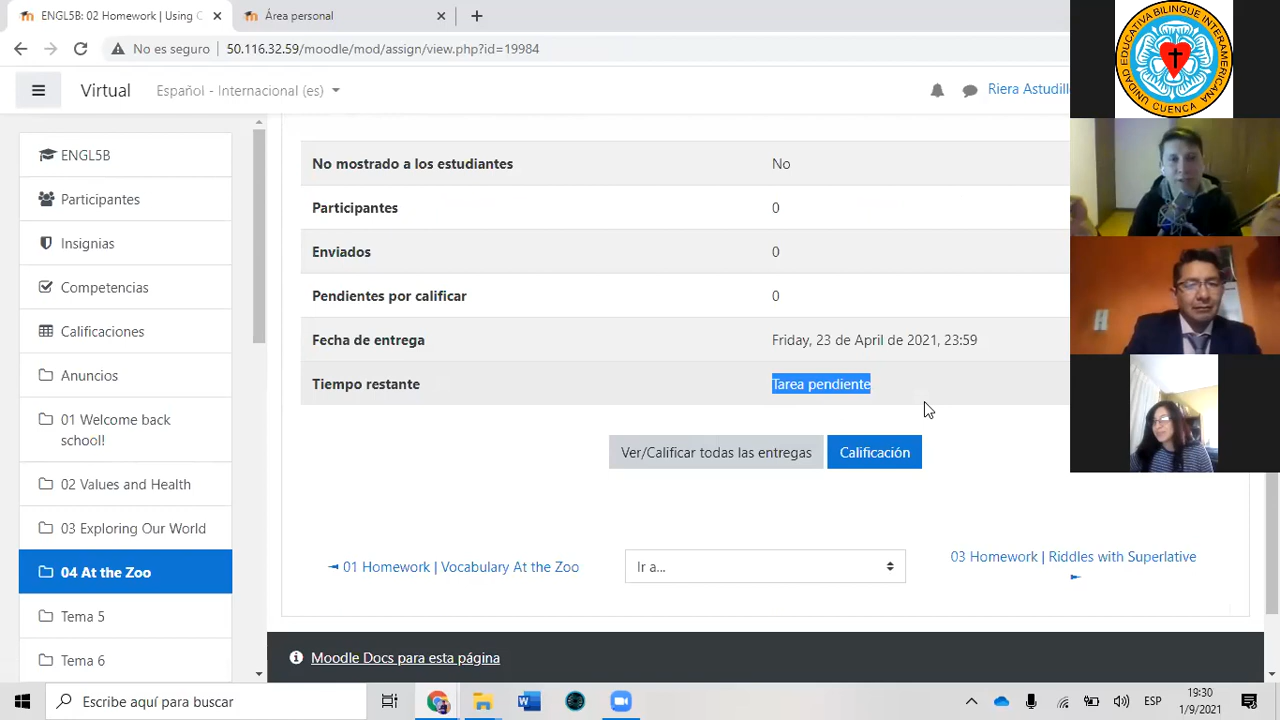 ENGL5B: 02 Homework | Using C
Área personal
No es seguro
50.116.32.59/moodle/mod/assign/view.php?id=19984
Virtual
Español - Internacional (es)
Riera Astudill
UNIDAD EDUCATIVA BILINGUE INTERAMERICANA
CUENCA
ENGL5B
Participantes
Insignias
Competencias
Calificaciones
Anuncios
01 Welcome back
school!
02 Values and Health
03 Exploring Our World
04 At the Zoo
Tema 5
Tema 6
No mostrado a los estudiantes
No
Participantes
0
Enviados
0
Pendientes por calificar
0
Fecha de entrega
Friday, 23 de April de 2021, 23:59
Tiempo restante
Tarea pendiente
Ver/Calificar todas las entregas
Calificación
◄ 01 Homework | Vocabulary At the Zoo
Ir a...
03 Homework | Riddles with Superlative
►
Moodle Docs para esta página
Escribe aquí para buscar
ESP
19:30
1/9/2021